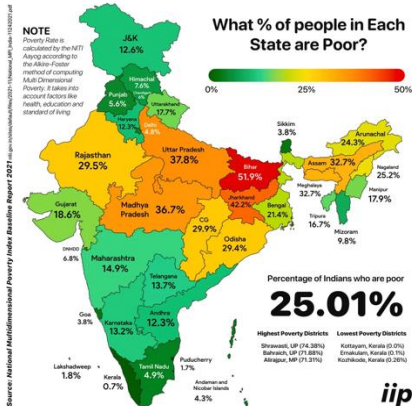 What % of people in Each
State are Poor?
0%
25%
50%
NOTE
Poverty Rate is
calculated by the NITI
Aayog according to
the Alkire-Foster
method of computing
Multi Dimensional
Poverty. It takes into
account factors like
health, education and
standard of living
J&K
12.6%
Himachal
7.6%
Punjab
5.6%
Uttarakhand
17.7%
Haryana
12.3%
Delhi
4.8%
Rajasthan
29.5%
Uttar Pradesh
37.8%
Bihar
51.9%
Sikkim
3.8%
Arunachal
24.3%
Assam 32.7%
Nagaland
25.2%
Meghalaya
32.7%
Manipur
17.9%
Tripura
16.7%
Mizoram
9.8%
Gujarat
18.6%
Madhya
Pradesh
36.7%
Jharkhand
42.2%
Bengal
21.4%
CG
29.9%
Odisha
29.4%
DNHDD
6.8%
Maharashtra
14.9%
Telangana
13.7%
Goa
3.8%
Karnataka
13.2%
Andhra
12.3%
Lakshadweep
1.8%
Kerala
0.7%
Tamil Nadu
4.9%
Puducherry
1.7%
Andaman and
Nicobar Islands
4.3%
Percentage of Indians who are poor
25.01%
Highest Poverty Districts
Shrawasti, UP (74.38%)
Bahraich, UP (71.88%)
Alirajpur, MP (71.31%)
Lowest Poverty Districts
Kottayam, Kerala (0.0%)
Ernakulam, Kerala (0.1%)
Kozhikode, Kerala (0.26%)
iip
Source: National Multidimensional Poverty Index Baseline Report 2021